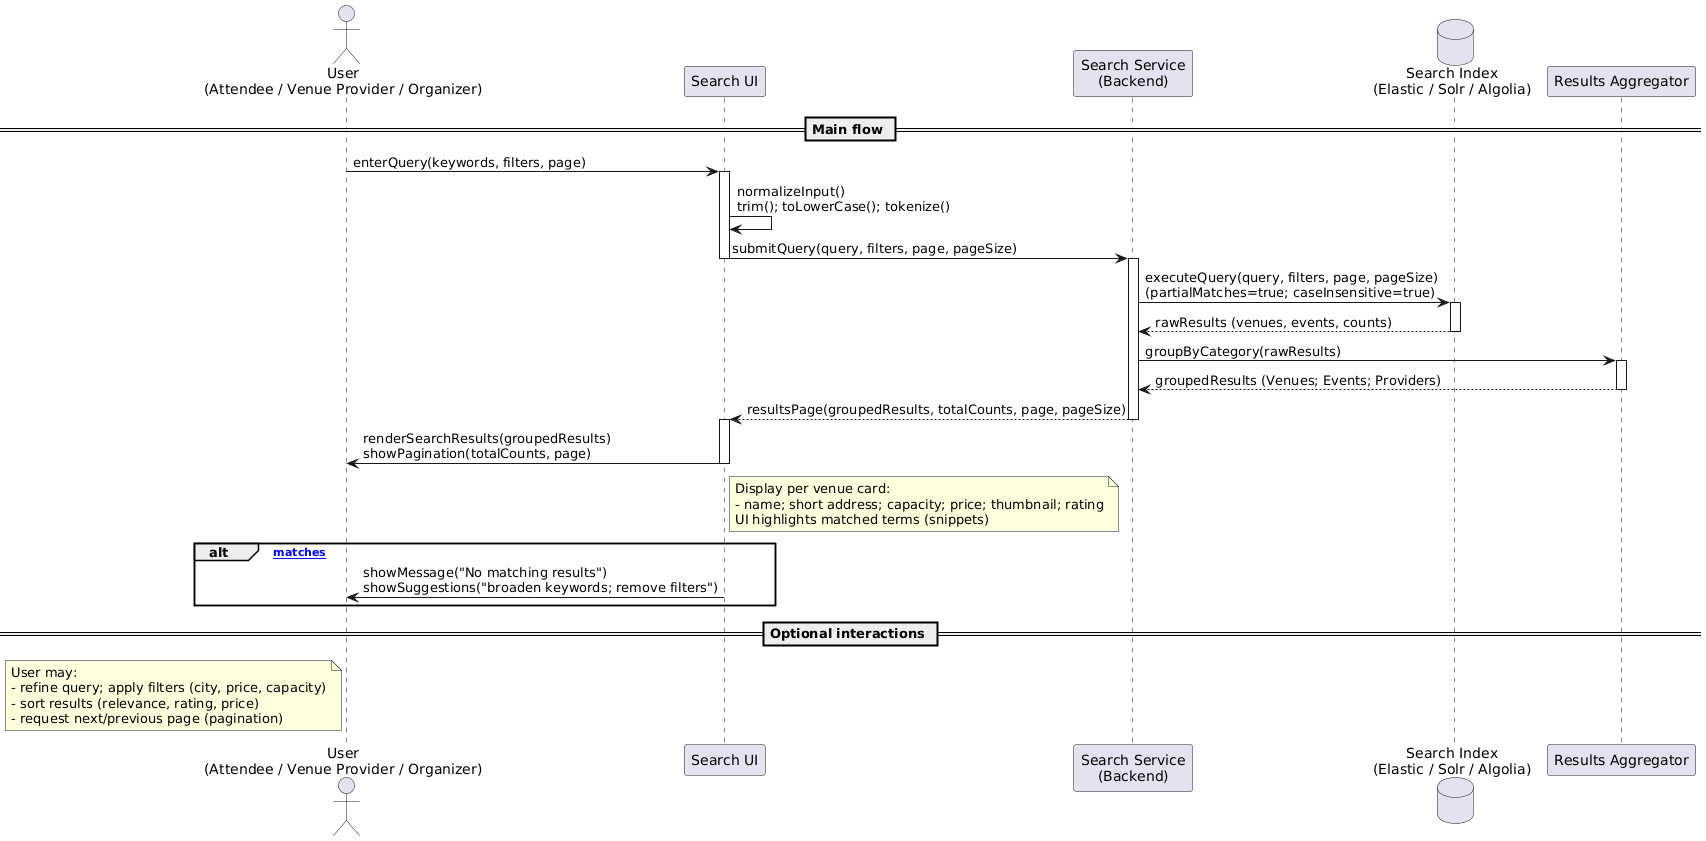 User
(Attendee / Venue Provider / Organizer)
Search UI
Search Service
(Backend)
Search Index
(Elastic / Solr / Algolia)
Results Aggregator
Main flow
enterQuery(keywords, filters, page)
normalizeInput()
trim(); toLowerCase(); tokenize()
submitQuery(query, filters, page, pageSize)
executeQuery(query, filters, page, pageSize)
(partialMatches=true; caseInsensitive=true)
rawResults (venues, events, counts)
groupByCategory(rawResults)
groupedResults (Venues; Events; Providers)
resultsPage(groupedResults, totalCounts, page, pageSize)
renderSearchResults(groupedResults)
showPagination(totalCounts, page)
Display per venue card:
- name; short address; capacity; price; thumbnail; rating
UI highlights matched terms (snippets)
alt matches
showMessage("No matching results")
showSuggestions("broaden keywords; remove filters")
Optional interactions
User may:
- refine query; apply filters (city, price, capacity)
- sort results (relevance, rating, price)
- request next/previous page (pagination)
User
(Attendee / Venue Provider / Organizer)
Search UI
Search Service
(Backend)
Search Index
(Elastic / Solr / Algolia)
Results Aggregator